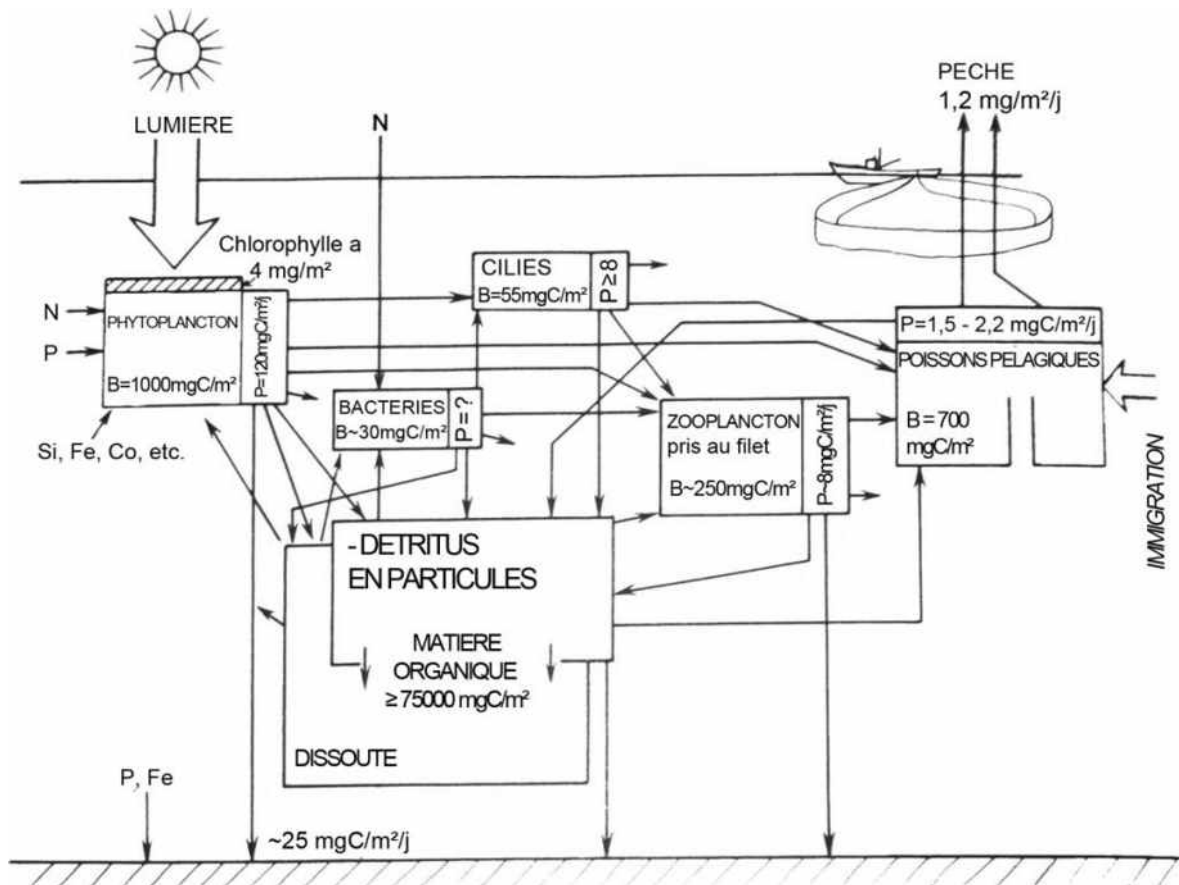 PECHE
1,2 mg/m²/j
LUMIERE
N
Chlorophylle a
4 mg/m²
CILIES
B=55mgC/m²
P≥8
N
P
PHYTOPLANCTON
B=1000mgC/m²
P=120mgC/m²/j
P=1,5 - 2,2 mgC/m²/j
POISSONS PELAGIQUES
B = 700
mgC/m²
BACTERIES
B~30mgC/m²
P=?
ZOOPLANCTON
pris au filet
B~250mgC/m²
P~8mgC/m²/j
Si, Fe, Co, etc.
IMMIGRATION
- DETRITUS
EN PARTICULES
MATIERE
ORGANIQUE
≥ 75000 mgC/m²
DISSOUTE
P, Fe
~25 mgC/m²/j